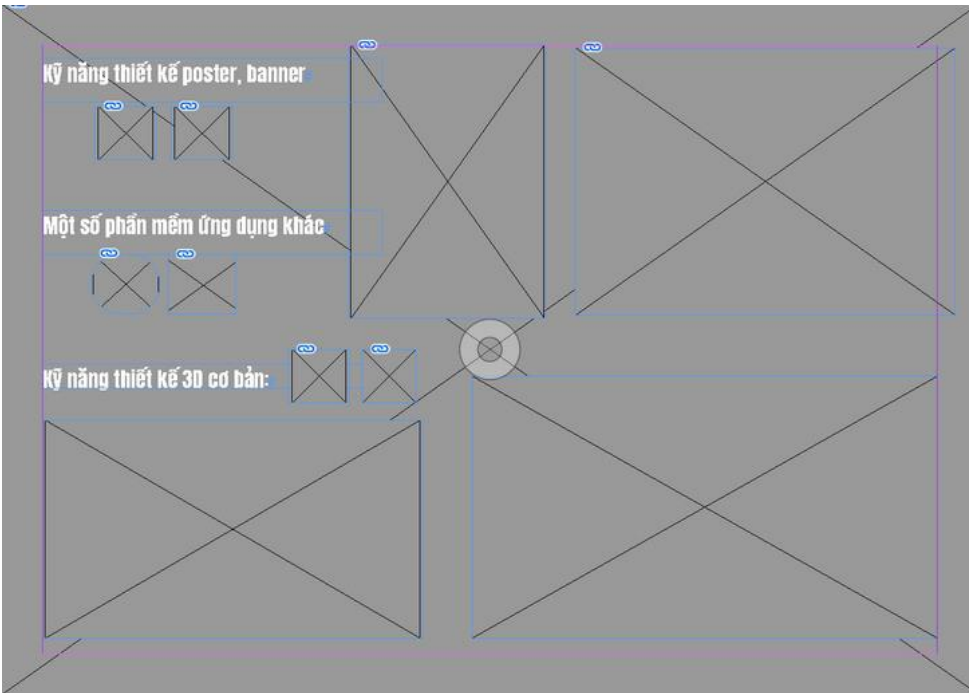 Kỹ năng thiết kế poster, banner
Một số phần mềm ứng dụng khác
Kỹ năng thiết kế 3D cơ bản: